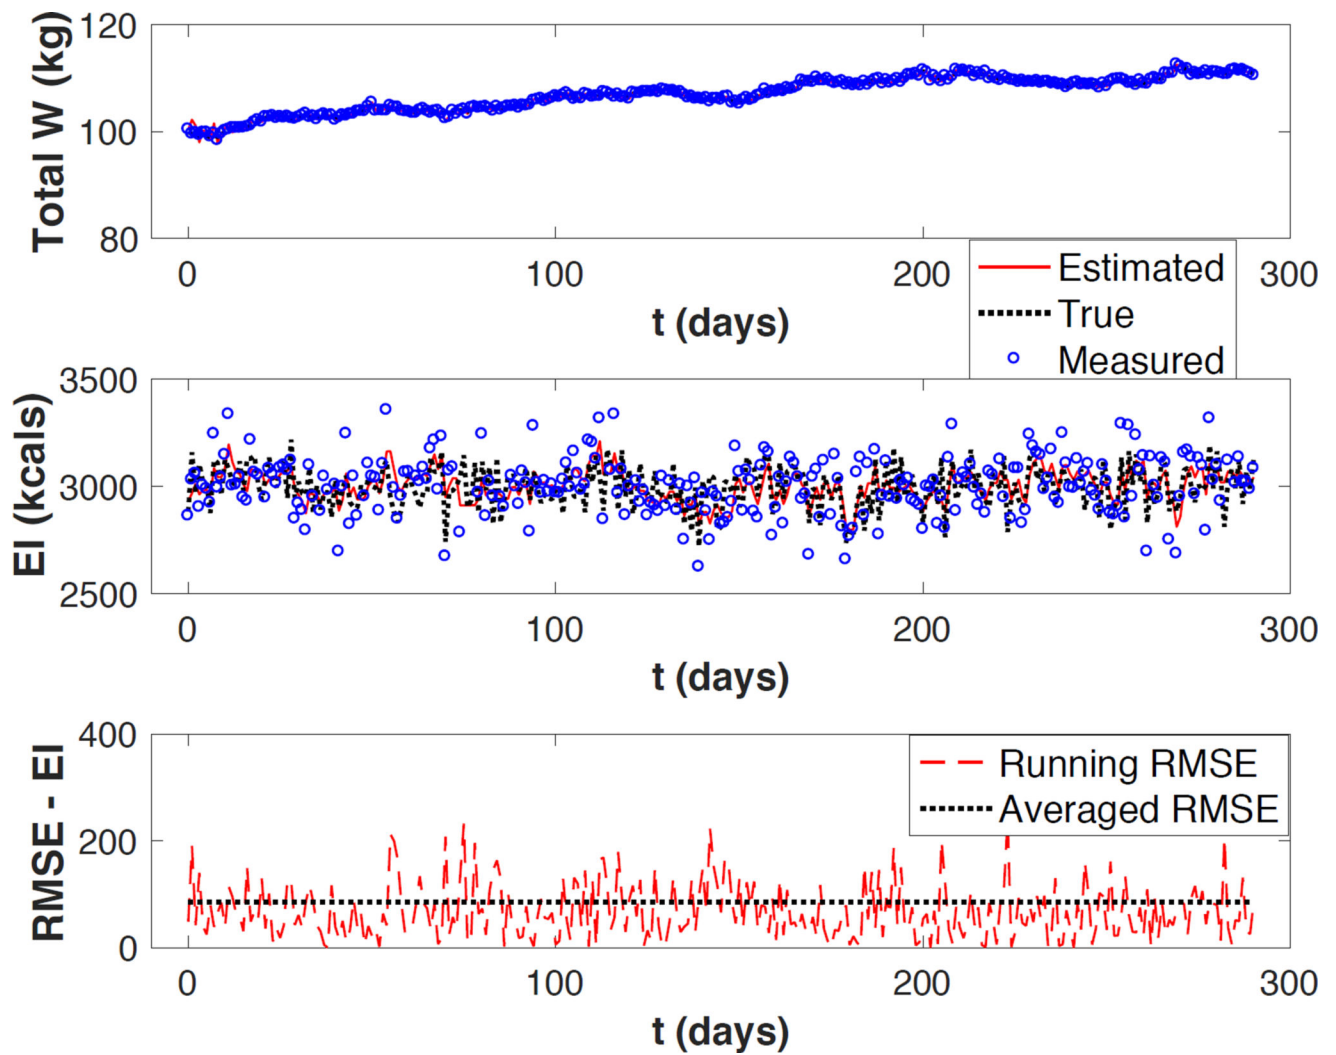 Total W (kg)
120
100
80
0
100
200
300
t (days)
Estimated
True
Measured
EI (kcals)
3500
3000
2500
0
100
200
300
t (days)
RMSE - EI
400
200
0
Running RMSE
Averaged RMSE
0
100
200
300
t (days)